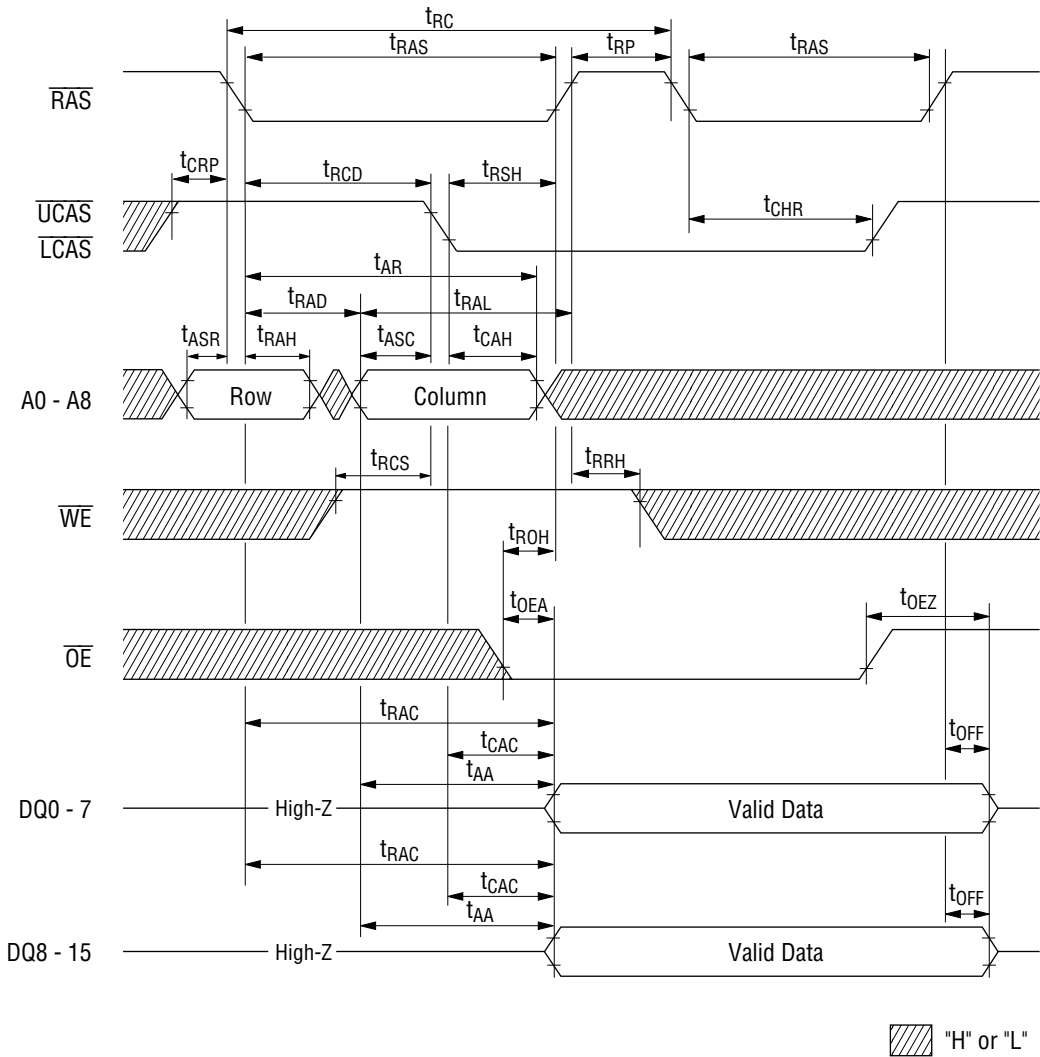 tRC
tRAS tRP tRAS
RAS
tCRP tRCD tRSH
UCAS
tCHR
LCAS
tAR
tRAD tRAL
tASR tRAH tASC tCAH
A0 - A8 Row Column
tRCS tRRH
WE
tROH
tOEA tOEZ
OE
tRAC
tCAC tOFF
tAA
DQ0 - 7 High-Z Valid Data
tRAC
tCAC tOFF
tAA
DQ8 - 15 High-Z Valid Data
"H" or "L"